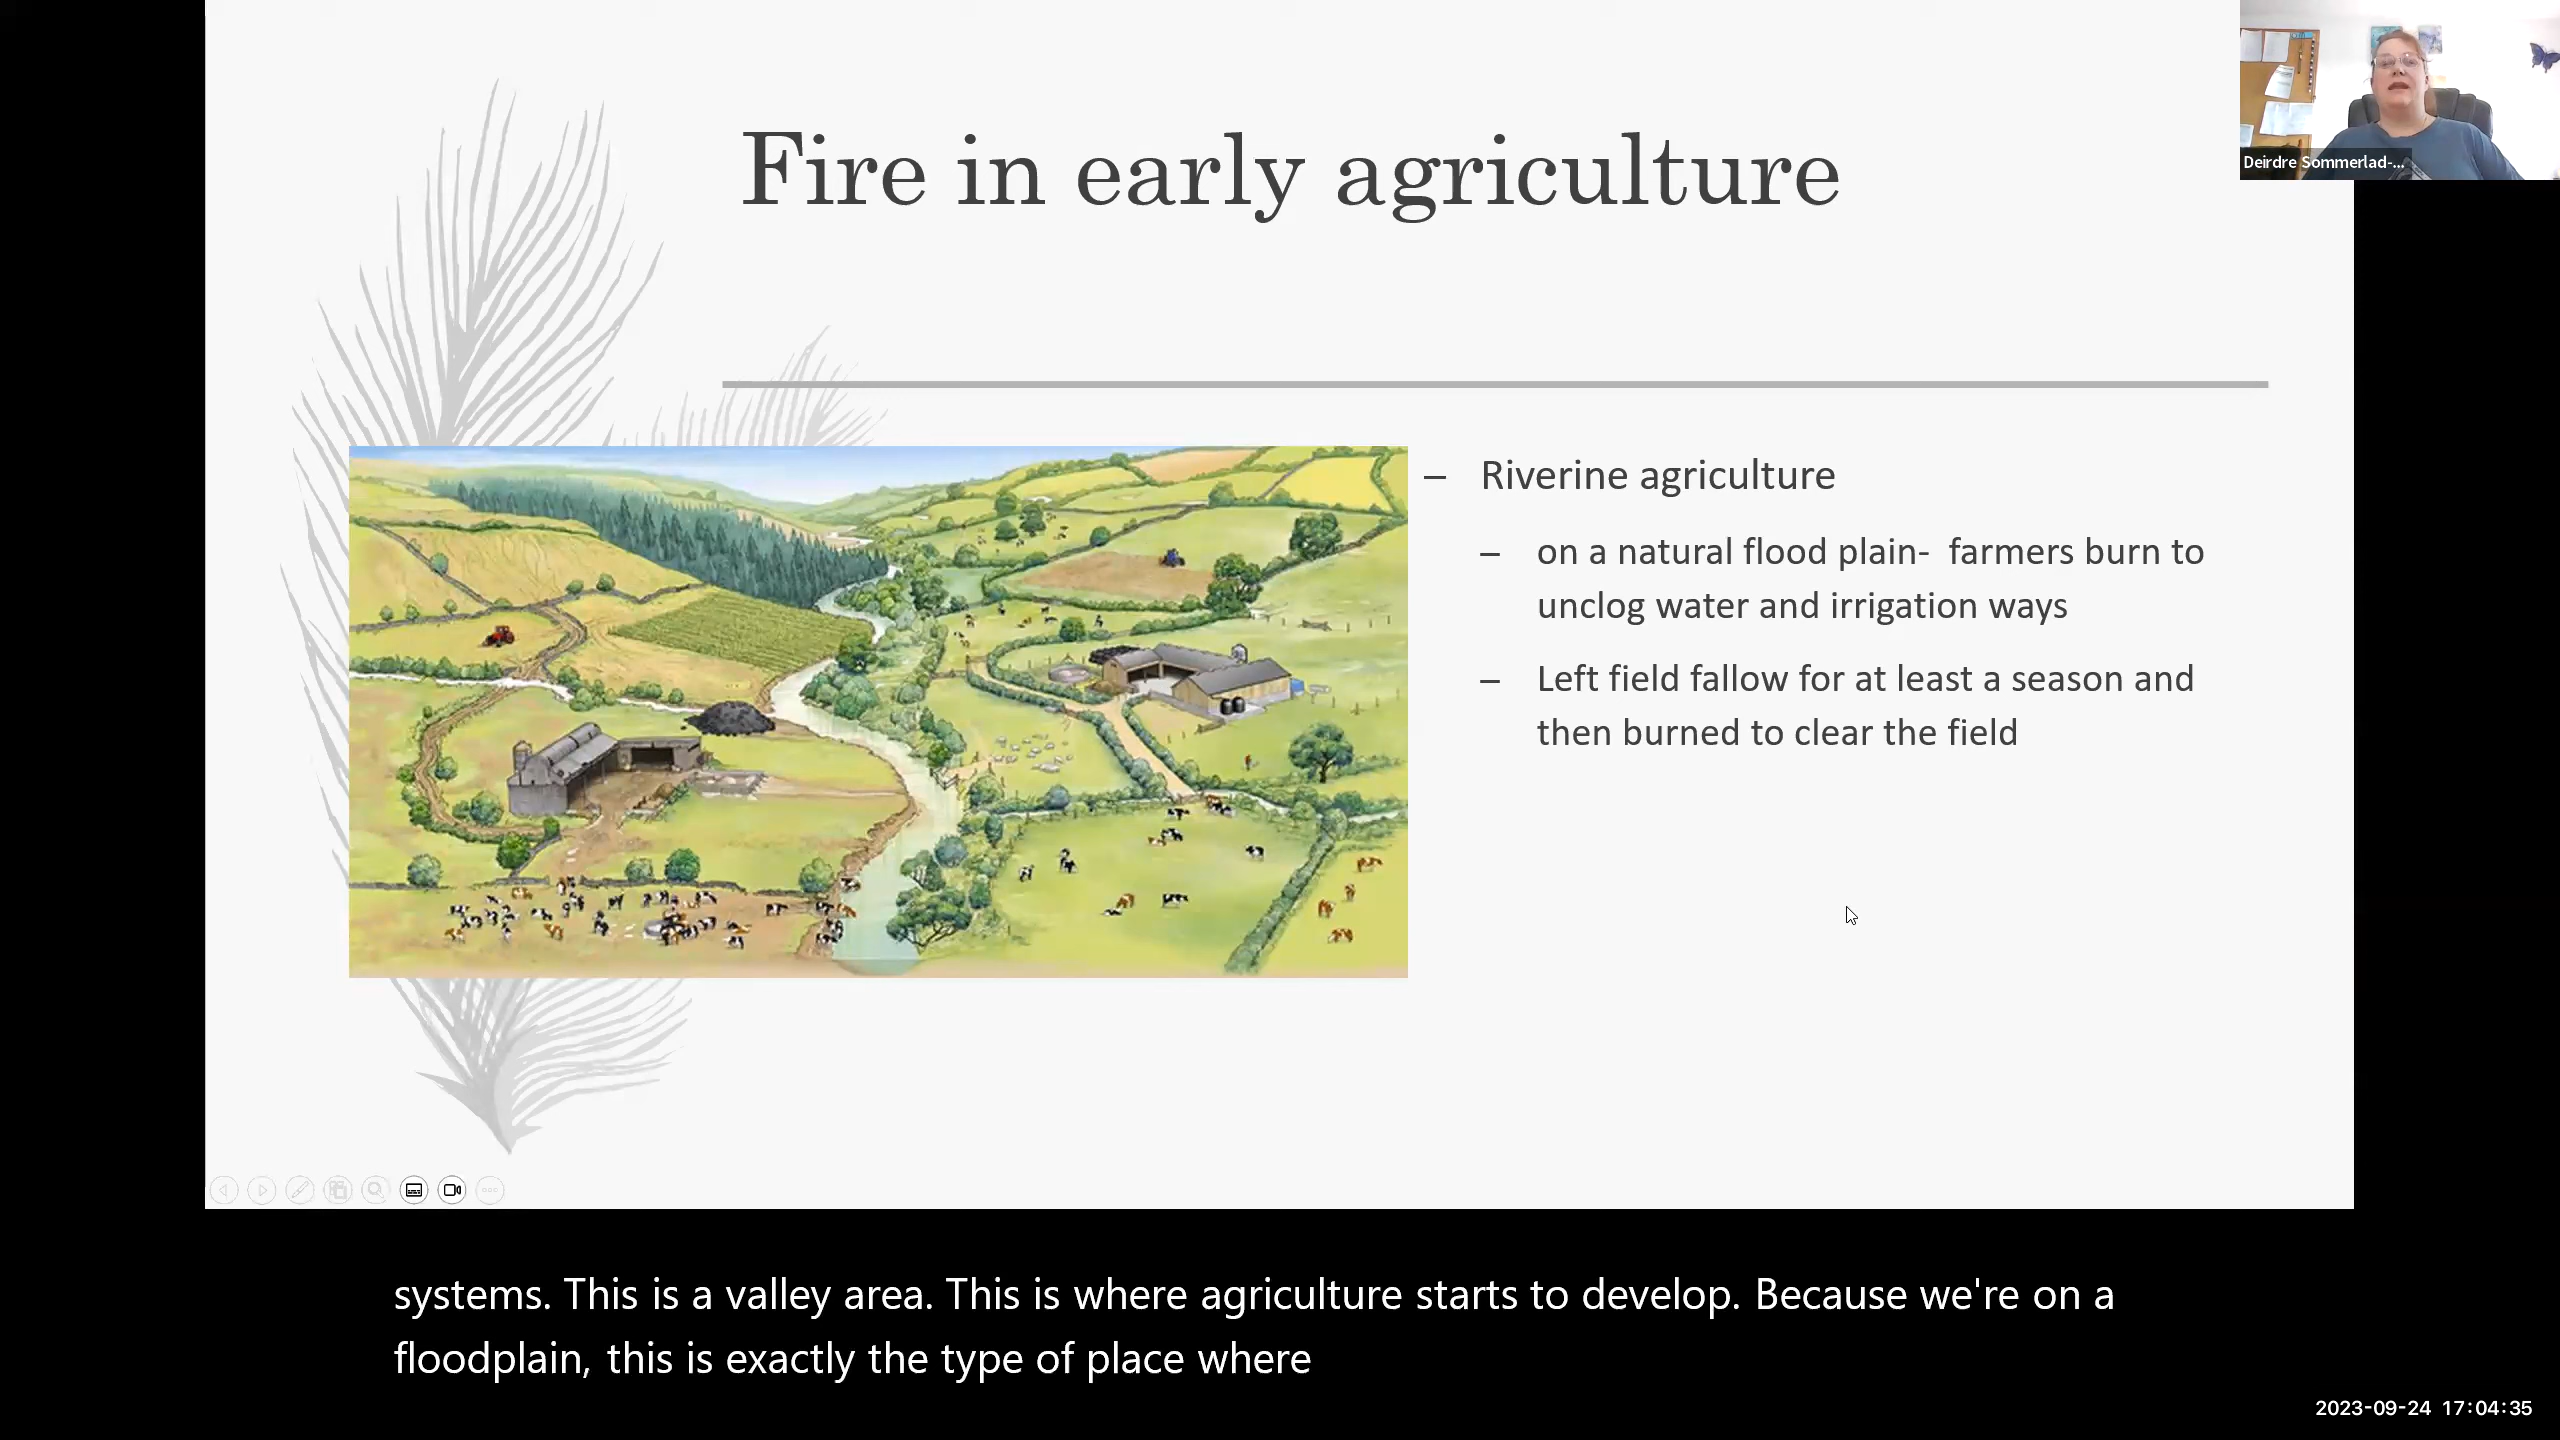 Fire in early agriculture
Deirdre Sommerlad-...
– Riverine agriculture
– on a natural flood plain-  farmers burn to
unclog water and irrigation ways
– Left field fallow for at least a season and
then burned to clear the field
systems. This is a valley area. This is where agriculture starts to develop. Because we're on a
floodplain, this is exactly the type of place where
2023-09-24 17:04:35